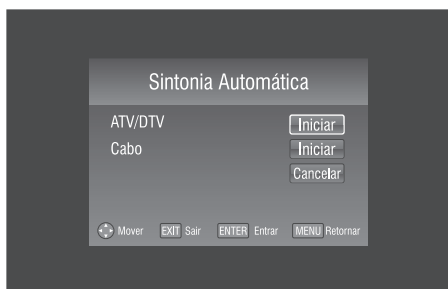 Sintonia Automática
ATV/DTV Iniciar
Cabo Iniciar
Cancelar
Mover EXIT Sair ENTER Entrar MENU Retornar